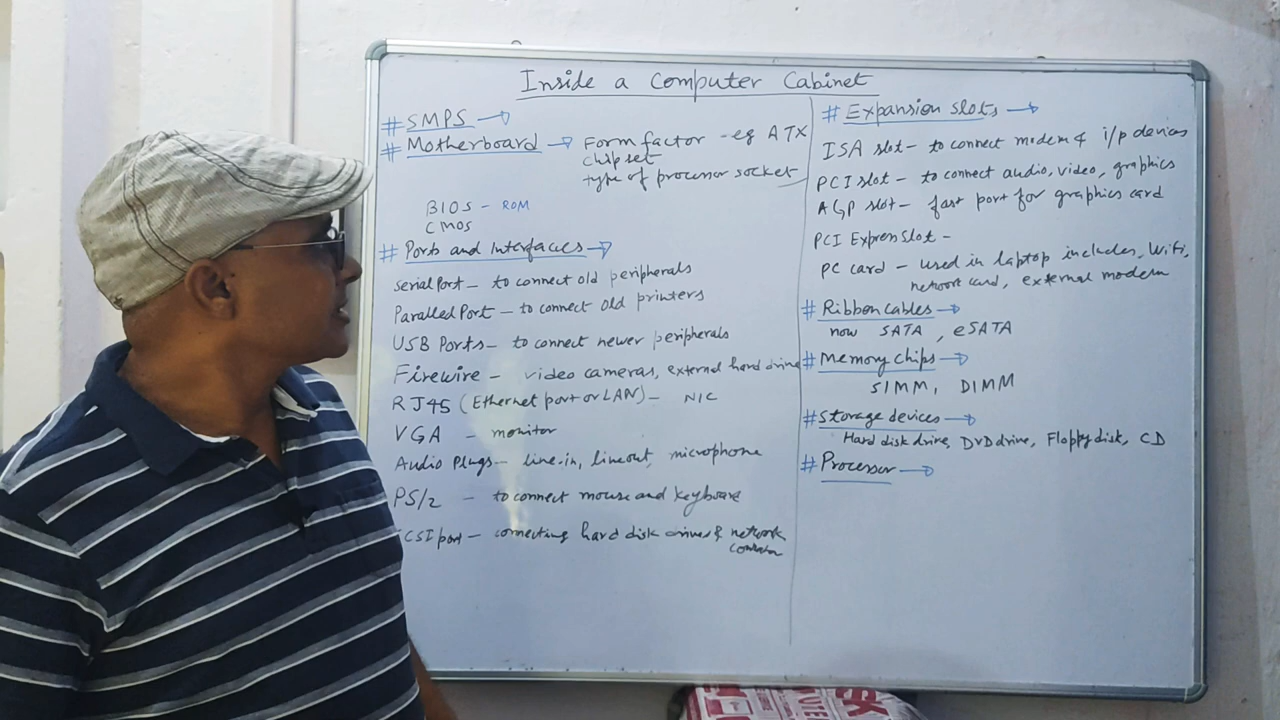 Inside a Computer Cabinet
# SMPS →
# Motherboard → Form factor - eg ATX
chip set
type of processor socket
BIOS - ROM
CMOS
# Ports and Interfaces →
Serial Port - to connect old peripherals
Paralled Port - to connect old printers
USB Ports - to connect newer peripherals
Firewire - video cameras, external hard drive
RJ45 (Ethernet port or LAN) - NIC
VGA - monitor
Audio Plugs - line-in, lineout, microphone
PS/2 - to connect mouse and keyboard
CSI port - connecting hard disk drives & network
# Expansion slots →
ISA slot - to connect modem & i/p devices
PCI slot - to connect audio, video, graphics
AGP slot - fast port for graphics card
PCI Express Slot -
PC card - used in laptop includes, WiFi,
network card, external modem
# Ribbon cables →
now SATA, eSATA
# Memory chips →
SIMM, DIMM
# Storage devices →
Hard disk drive, DVD drive, Floppy disk, CD
# Processor →